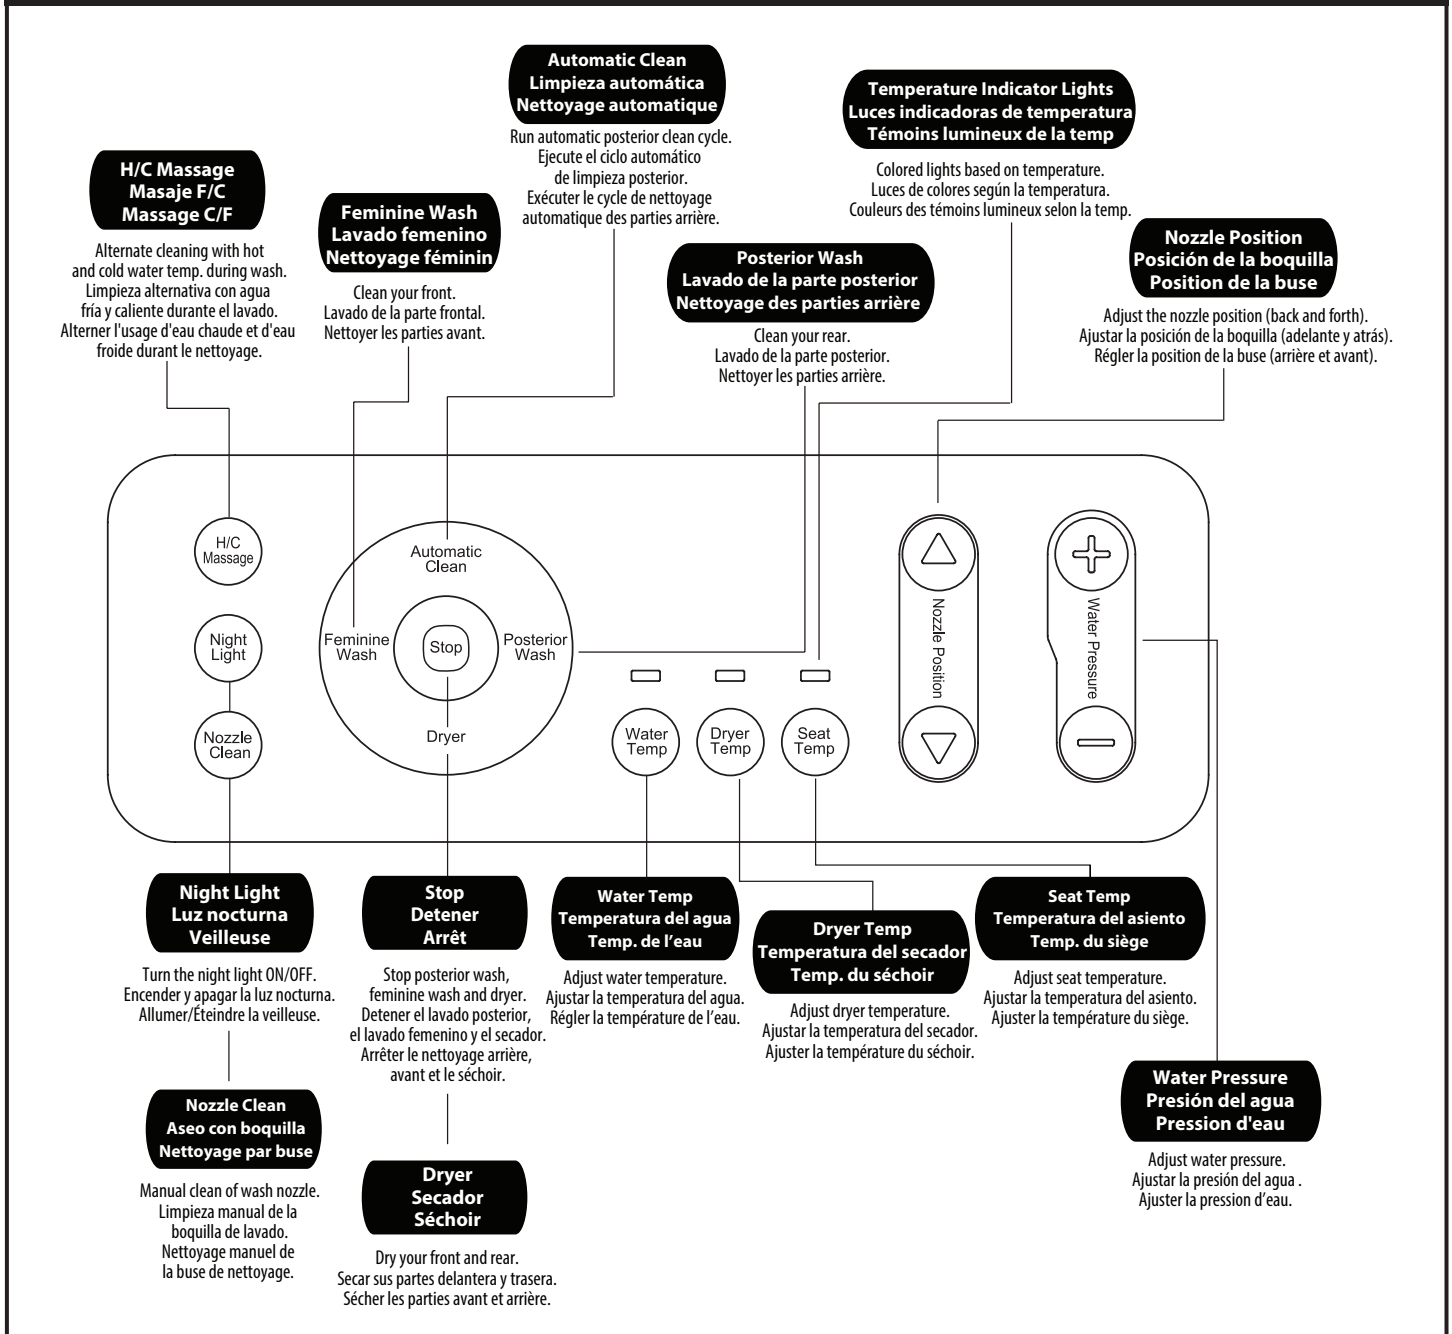 Automatic Clean
Limpieza automática
Nettoyage automatique
Run automatic posterior clean cycle.
Ejecute el ciclo automático
de limpieza posterior.
Exécuter le cycle de nettoyage
automatique des parties arrière.
Temperature Indicator Lights
Luces indicadoras de temperatura
Témoins lumineux de la temp
Colored lights based on temperature.
Luces de colores según la temperatura.
Couleurs des témoins lumineux selon la temp.
H/C Massage
Masaje F/C
Massage C/F
Alternate cleaning with hot
and cold water temp. during wash.
Limpieza alternativa con agua
fría y caliente durante el lavado.
Alterner l'usage d'eau chaude et d'eau
froide durant le nettoyage.
Feminine Wash
Lavado femenino
Nettoyage féminin
Clean your front.
Lavado de la parte frontal.
Nettoyer les parties avant.
Posterior Wash
Lavado de la parte posterior
Nettoyage des parties arrière
Clean your rear.
Lavado de la parte posterior.
Nettoyer les parties arrière.
Nozzle Position
Posición de la boquilla
Position de la buse
Adjust the nozzle position (back and forth).
Ajustar la posición de la boquilla (adelante y atrás).
Régler la position de la buse (arrière et avant).
H/C
Massage
Night
Light
Nozzle
Clean
Automatic
Clean
Feminine
Wash
Stop
Posterior
Wash
Dryer
Water
Temp
Dryer
Temp
Seat
Temp
Nozzle Position
Water Pressure
Night Light
Luz nocturna
Veilleuse
Turn the night light ON/OFF.
Encender y apagar la luz nocturna.
Allumer/Éteindre la veilleuse.
Stop
Detener
Arrêt
Stop posterior wash,
feminine wash and dryer.
Detener el lavado posterior,
el lavado femenino y el secador.
Arrêter le nettoyage arrière,
avant et le séchoir.
Water Temp
Temperatura del agua
Temp. de l’eau
Adjust water temperature.
Ajustar la temperatura del agua.
Régler la température de l’eau.
Dryer Temp
Temperatura del secador
Temp. du séchoir
Adjust dryer temperature.
Ajustar la temperatura del secador.
Ajuster la température du séchoir.
Seat Temp
Temperatura del asiento
Temp. du siège
Adjust seat temperature.
Ajustar la temperatura del asiento.
Ajuster la température du siège.
Nozzle Clean
Aseo con boquilla
Nettoyage par buse
Manual clean of wash nozzle.
Limpieza manual de la
boquilla de lavado.
Nettoyage manuel de
la buse de nettoyage.
Dryer
Secador
Séchoir
Dry your front and rear.
Secar sus partes delantera y trasera.
Sécher les parties avant et arrière.
Water Pressure
Presión del agua
Pression d'eau
Adjust water pressure.
Ajustar la presión del agua .
Ajuster la pression d’eau.